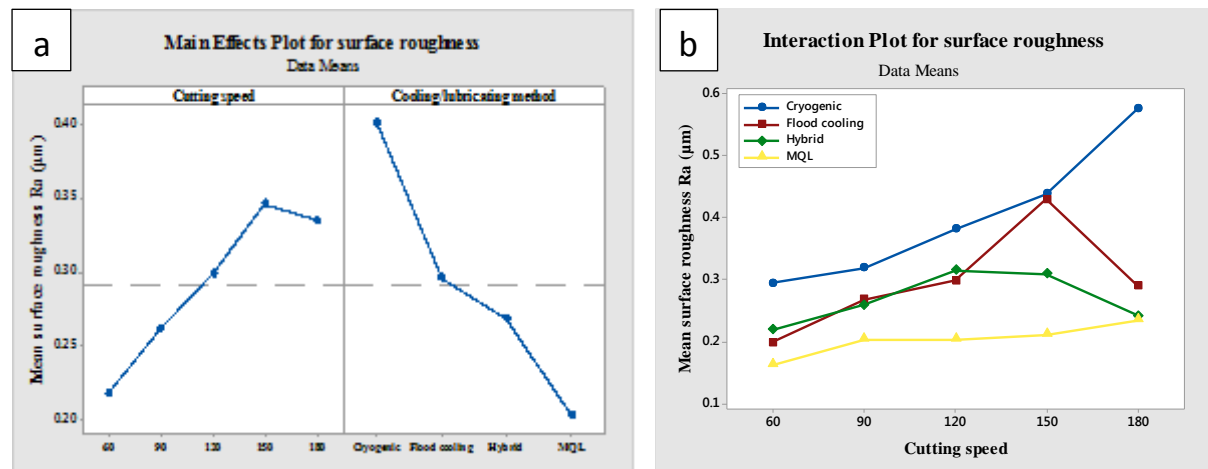 a
Main Effects Plot for surface roughness
Data Means
Cutting speed Cooling/lubricating method
Mean surface roughness Ra (µm)
0.40
0.35
0.30
0.25
0.20
60 90 120 150 180 Cryogenic Flood cooling Hybrid MQL
b
Interaction Plot for surface roughness
Data Means
Mean surface roughness Ra (µm)
0.6
0.5
0.4
0.3
0.2
0.1
Cryogenic
Flood cooling
Hybrid
MQL
60 90 120 150 180
Cutting speed